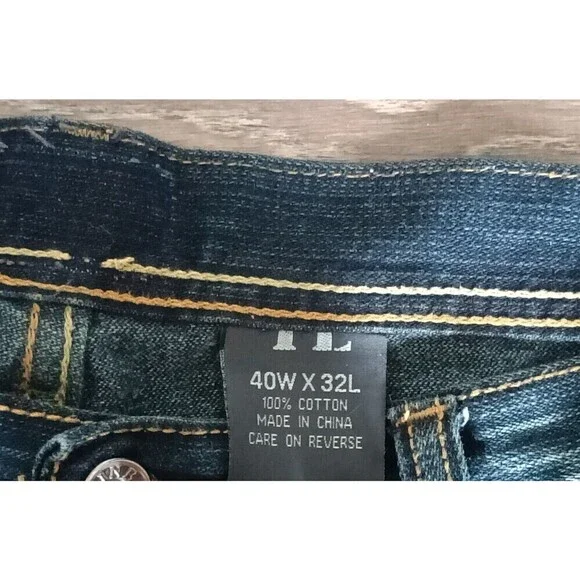 40W X 32L
100% COTTON
MADE IN CHINA
CARE ON REVERSE